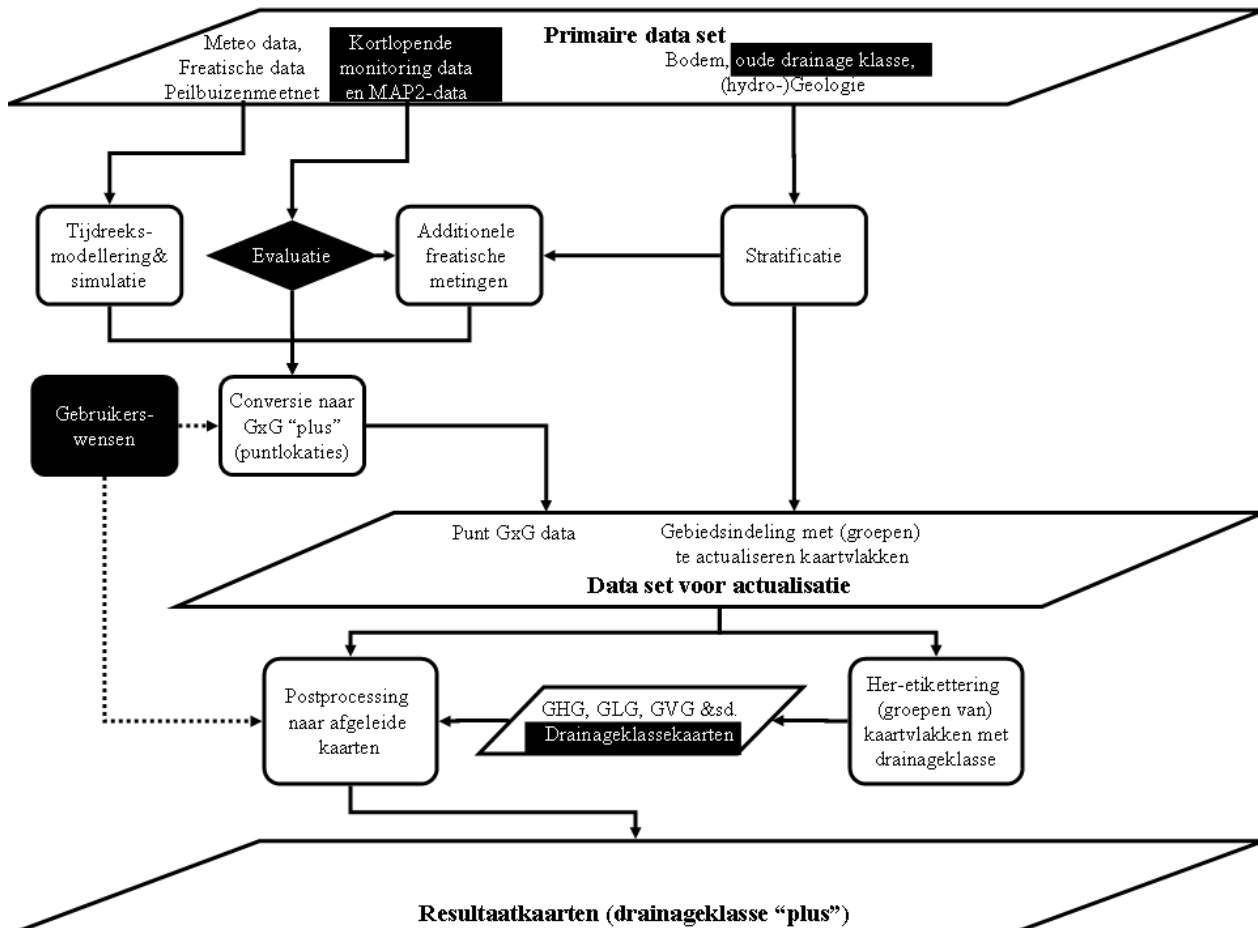 Primaire data set
Meteo data,
Freatische data
Peilbuizenmeetnet
Kortlopende
monitoring data
en MAP2-data
Bodem, oude drainage klasse,
(hydro-)Geologie
Tijdreeks-
modellering&
simulatie
Evaluatie
Additionele
freatische
metingen
Stratificatie
Gebruikers-
wensen
Conversie naar
GxG “plus”
(puntlokaties)
Punt GxG data
Gebiedsindeling met (groepen)
te actualiseren kaartvlakken
Data set voor actualisatie
Postprocessing
naar afgeleide
kaarten
GHG, GLG, GVG &sd.
Drainageklassekaarten
Her-etikettering
(groepen van)
kaartvlakken met
drainageklasse
Resultaatkaarten (drainageklasse “plus”)